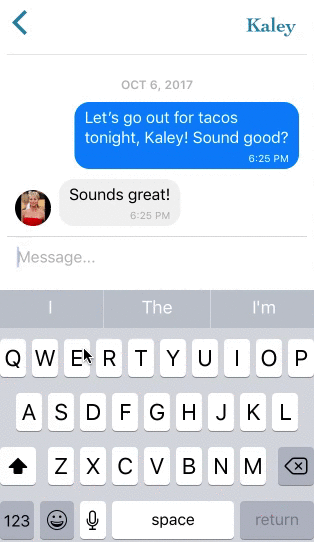 Kaley
OCT 6, 2017
Let's go out for tacos
tonight, Kaley! Sound good?
6:25 PM
Sounds great!
6:25 PM
Message...
I The I'm
Q W E R T Y U I O P
A S D F G H J K L
Z X C V B N M
123 space return